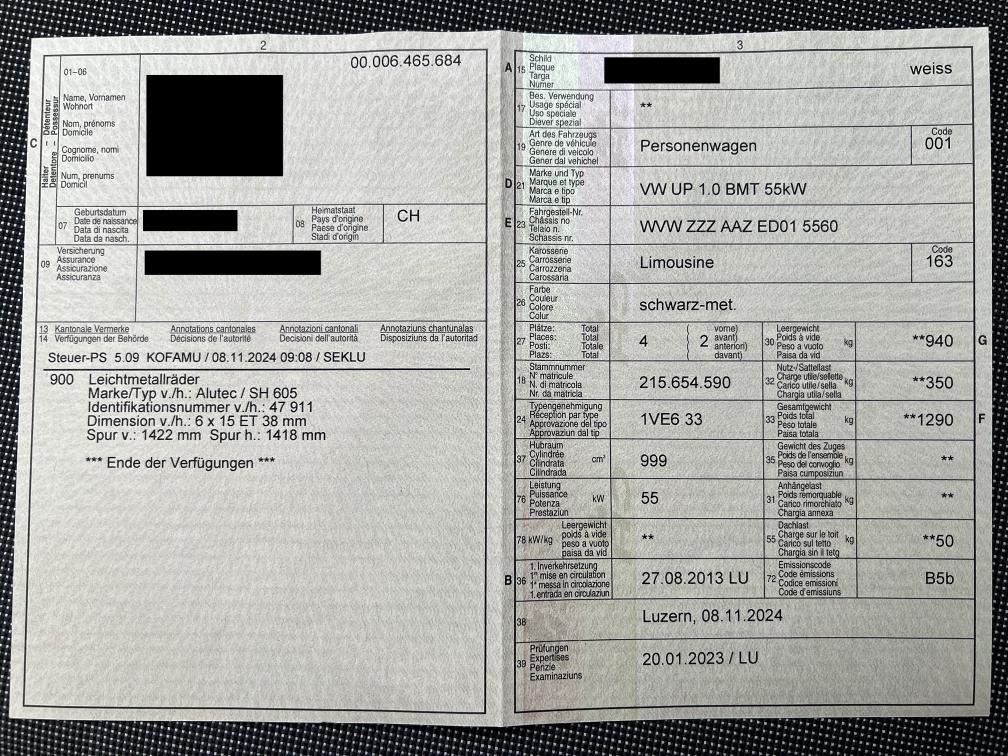 2
00.006.465.684
C
Halter – Détenteur
Detentore – Possessur
01–06
Name, Vornamen
Wohnort
Nom, prénoms
Domicile
Cognome, nomi
Domicilio
Num, prenums
Domicil
07
Geburtsdatum
Date de naissance
Data di nascita
Data da nasch.
08
Heimatstaat
Pays d'origine
Paese d'origine
Stadi d'origin
CH
09
Versicherung
Assurance
Assicurazione
Assicuranza
13 Kantonale Vermerke Annotations cantonales Annotazioni cantonali Annotaziuns chantunalas
14 Verfügungen der Behörde Décisions de l'autorité Decisioni dell'autorità Disposiziuns da l'autoritad
Steuer-PS 5.09 KOFAMU / 08.11.2024 09:08 / SEKLU
900 Leichtmetallräder
Marke/Typ v./h.: Alutec / SH 605
Identifikationsnummer v./h.: 47 911
Dimension v./h.: 6 x 15 ET 38 mm
Spur v.: 1422 mm Spur h.: 1418 mm
*** Ende der Verfügungen ***
3
A 15
Schild
Plaque
Targa
Numer
weiss
17
Bes. Verwendung
Usage spécial
Uso speciale
Diever spezial
**
19
Art des Fahrzeugs
Genre de véhicule
Genere di veicolo
Gener dal vehichel
Personenwagen
Code
001
D 21
Marke und Typ
Marque et type
Marca e tipo
Marca e tip
VW UP 1.0 BMT 55kW
E 23
Fahrgestell-Nr.
Châssis no
Telaio n.
Schassis nr.
WVW ZZZ AAZ ED01 5560
25
Karosserie
Carrosserie
Carrozzeria
Carossaria
Limousine
Code
163
26
Farbe
Couleur
Colore
Colur
schwarz-met.
27
Plätze: Total
Places: Total
Posti: Totale
Plazs: Total
4
( 2
vorne)
avant)
anteriori)
davant)
30
Leergewicht
Poids à vide
Peso a vuoto
Paisa da vid
kg
**940
G
18
Stammnummer
N° matricule
N. di matricola
Nr. da matricla
215.654.590
32
Nutz-/Sattellast
Charge utile/sellette
Carico utile/sella
Chargia utila/sella
kg
**350
24
Typengenehmigung
Réception par type
Approvazione del tipo
Approvaziun dal tip
1VE6 33
33
Gesamtgewicht
Poids total
Peso totale
Paisa totala
kg
**1290
F
37
Hubraum
Cylindrée
Cilindrata
Cilindrada
cm³
999
35
Gewicht des Zuges
Poids de l'ensemble
Peso del convoglio
Paisa cumposiziun
kg
**
76
Leistung
Puissance
Potenza
Prestaziun
kW
55
31
Anhängelast
Poids remorquable
Carico rimorchiato
Chargia annexa
kg
**
78 kW/kg
Leergewicht
poids à vide
peso a vuoto
paisa da vid
**
55
Dachlast
Charge sur le toit
Carico sul tetto
Chargia sin il tetg
kg
**50
B 36
1. Inverkehrsetzung
1re mise en circulation
1a messa in circolazione
1. entrada en circulaziun
27.08.2013 LU
72
Emissionscode
Code émissions
Codice emissioni
Code d'emissiuns
B5b
38
Luzern, 08.11.2024
39
Prüfungen
Expertises
Perizie
Examinaziuns
20.01.2023 / LU